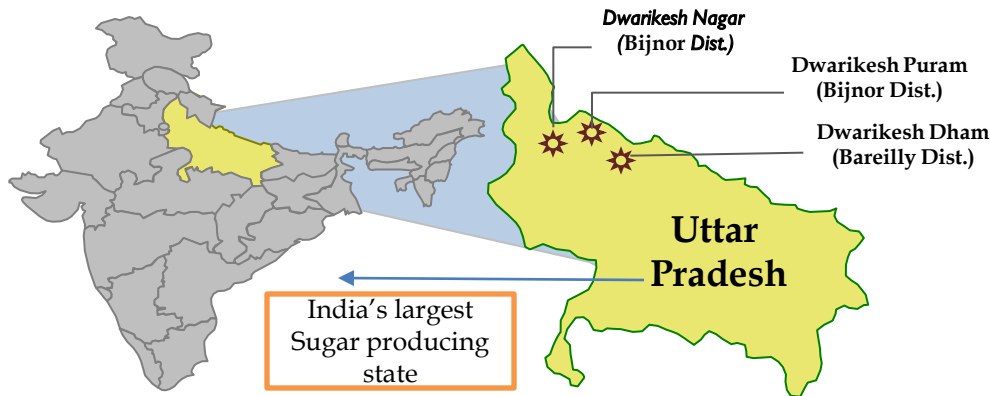 Dwarikesh Nagar
(Bijnor Dist.)
Dwarikesh Puram
(Bijnor Dist.)
Dwarikesh Dham
(Bareilly Dist.)
Uttar
Pradesh
India’s largest
Sugar producing
state